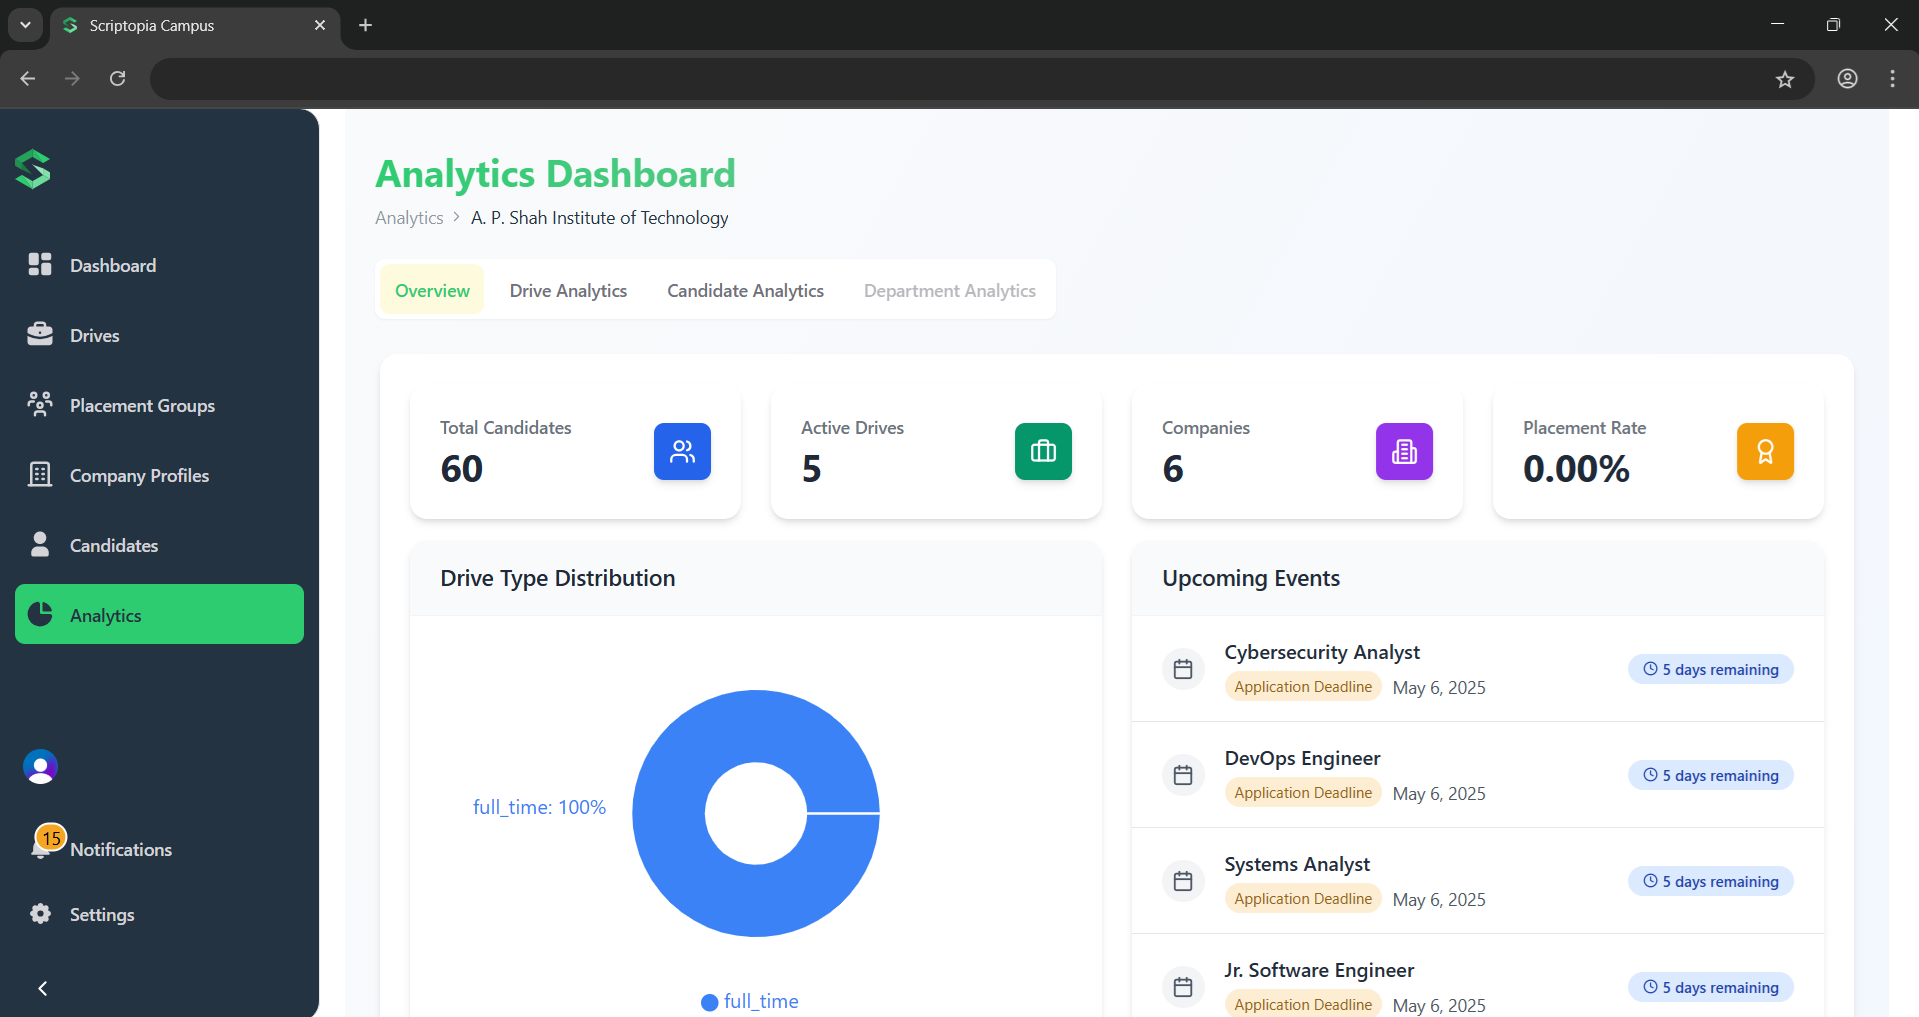 Scriptopia Campus
Analytics Dashboard
Analytics > A. P. Shah Institute of Technology
Overview
Drive Analytics
Candidate Analytics
Department Analytics
Dashboard
Drives
Placement Groups
Company Profiles
Candidates
Analytics
15
Notifications
Settings
Total Candidates
60
Active Drives
5
Companies
6
Placement Rate
0.00%
Drive Type Distribution
full_time: 100%
full_time
Upcoming Events
Cybersecurity Analyst
Application Deadline May 6, 2025
5 days remaining
DevOps Engineer
Application Deadline May 6, 2025
5 days remaining
Systems Analyst
Application Deadline May 6, 2025
5 days remaining
Jr. Software Engineer
Application Deadline May 6, 2025
5 days remaining